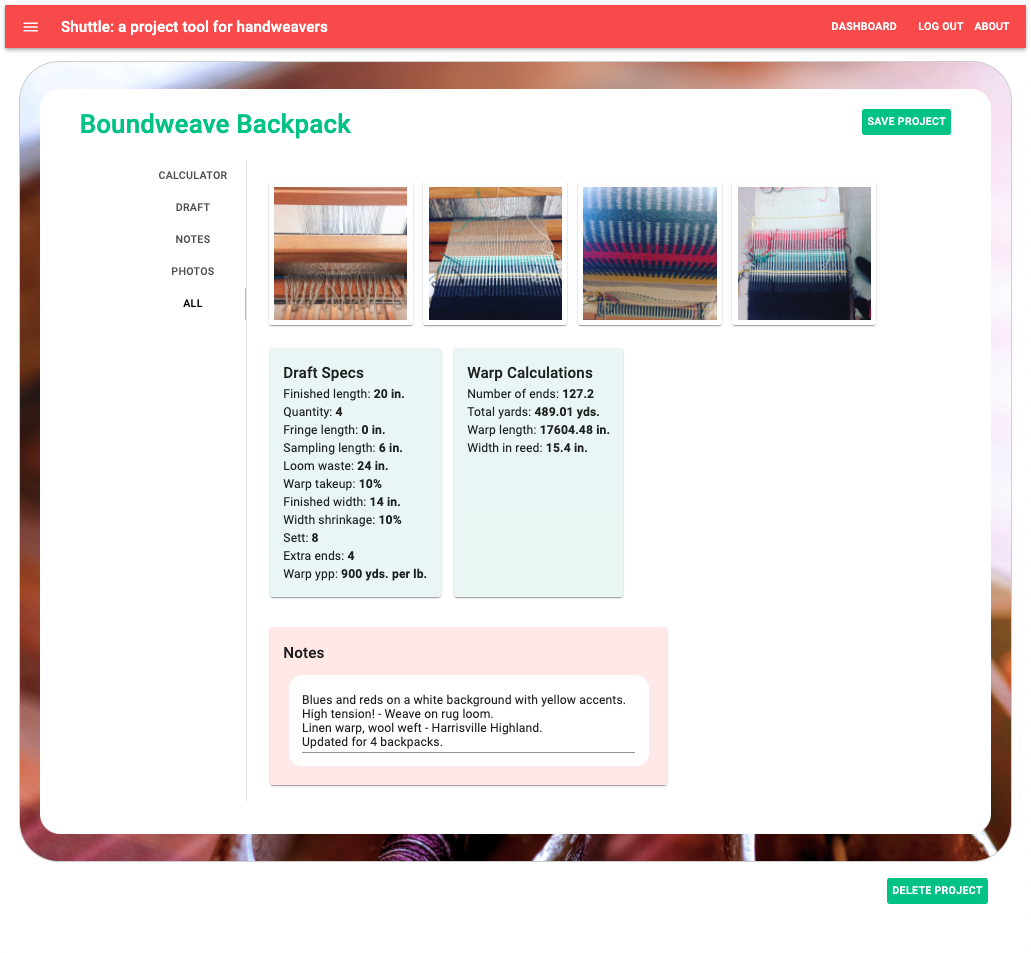 Shuttle: a project tool for handweavers
DASHBOARD
LOG OUT
ABOUT
Boundweave Backpack
SAVE PROJECT
CALCULATOR
DRAFT
NOTES
PHOTOS
ALL
Draft Specs
Finished length: 20 in.
Quantity: 4
Fringe length: 0 in.
Sampling length: 6 in.
Loom waste: 24 in.
Warp takeup: 10%
Finished width: 14 in.
Width shrinkage: 10%
Sett: 8
Extra ends: 4
Warp ypp: 900 yds. per lb.
Warp Calculations
Number of ends: 127.2
Total yards: 489.01 yds.
Warp length: 17604.48 in.
Width in reed: 15.4 in.
Notes
Blues and reds on a white background with yellow accents.
High tension! - Weave on rug loom.
Linen warp, wool weft - Harrisville Highland.
Updated for 4 backpacks.
DELETE PROJECT